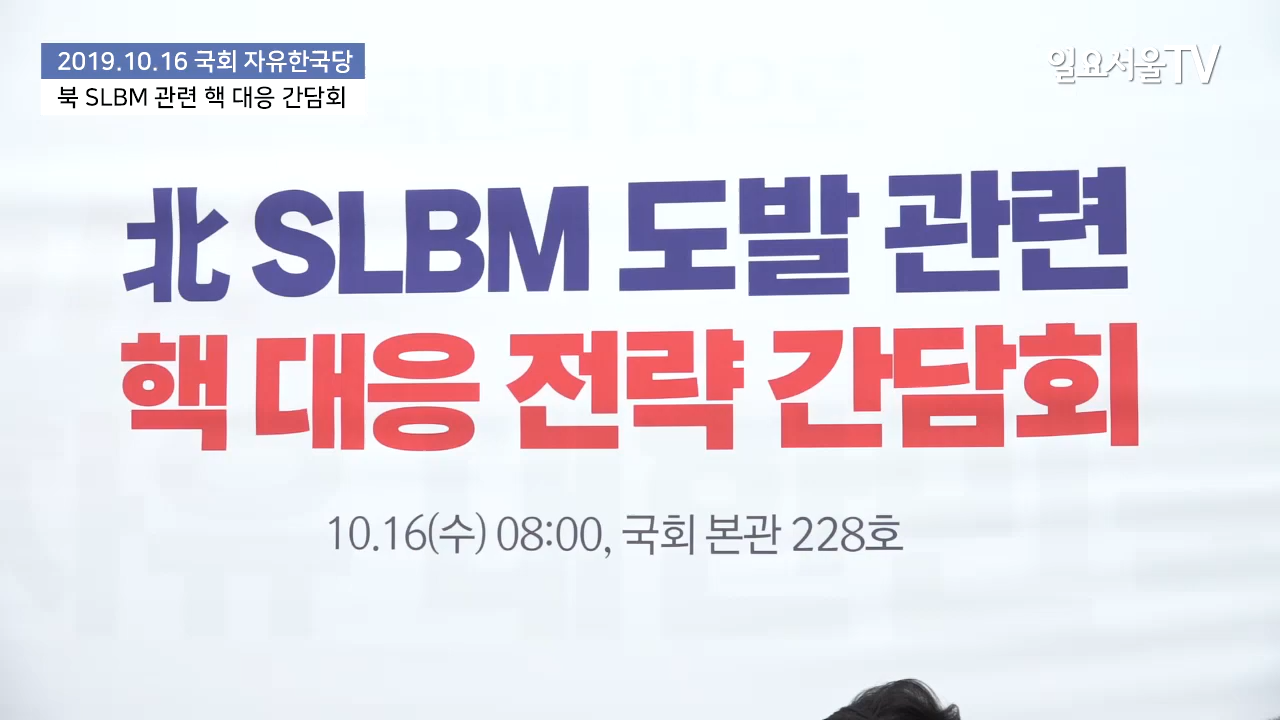 2019.10.16 국회 자유한국당
북 SLBM 관련 핵 대응 간담회
일요서울TV
北 SLBM 도발 관련
핵 대응 전략 간담회
10.16(수) 08:00, 국회 본관 228호